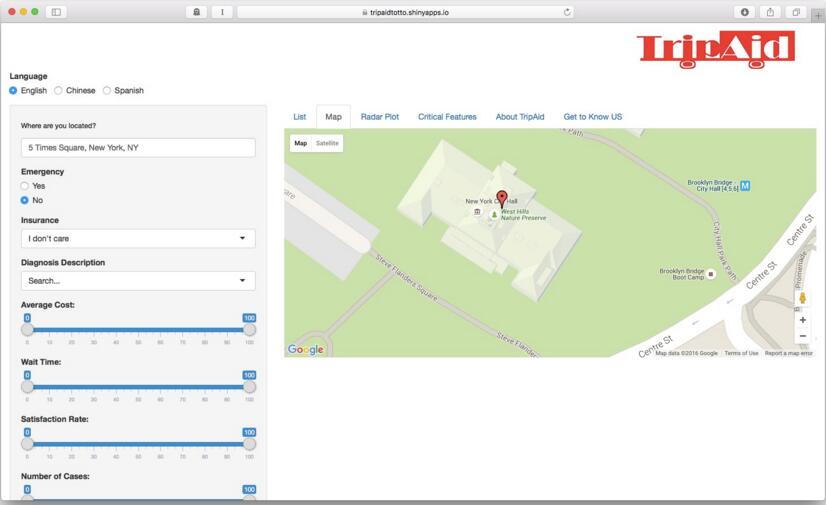 tripaidtotto.shinyapps.io
TripAid
Language
English Chinese Spanish
Where are you located?
5 Times Square, New York, NY
Emergency
Yes
No
Insurance
I don't care
Diagnosis Description
Search...
Average Cost:
0 100
0 10 20 30 40 50 60 70 80 90 100
Wait Time:
0 100
0 10 20 30 40 50 60 70 80 90 100
Satisfaction Rate:
0 100
0 10 20 30 40 50 60 70 80 90 100
Number of Cases:
0 100
List Map Radar Plot Critical Features About TripAid Get to Know US
Map Satellite
Path
Brooklyn Bridge -
City Hall [4,5,6] M
New York City Hall
West Hills
Nature Preserve
are
Steve Flanders Square
City Hall Park Path
Centre St
Promenade
Brooklyn Bridge
Boot Camp
Centre St
Steve Flanders
Centre St
Google
Map data ©2016 Google Terms of Use Report a map error